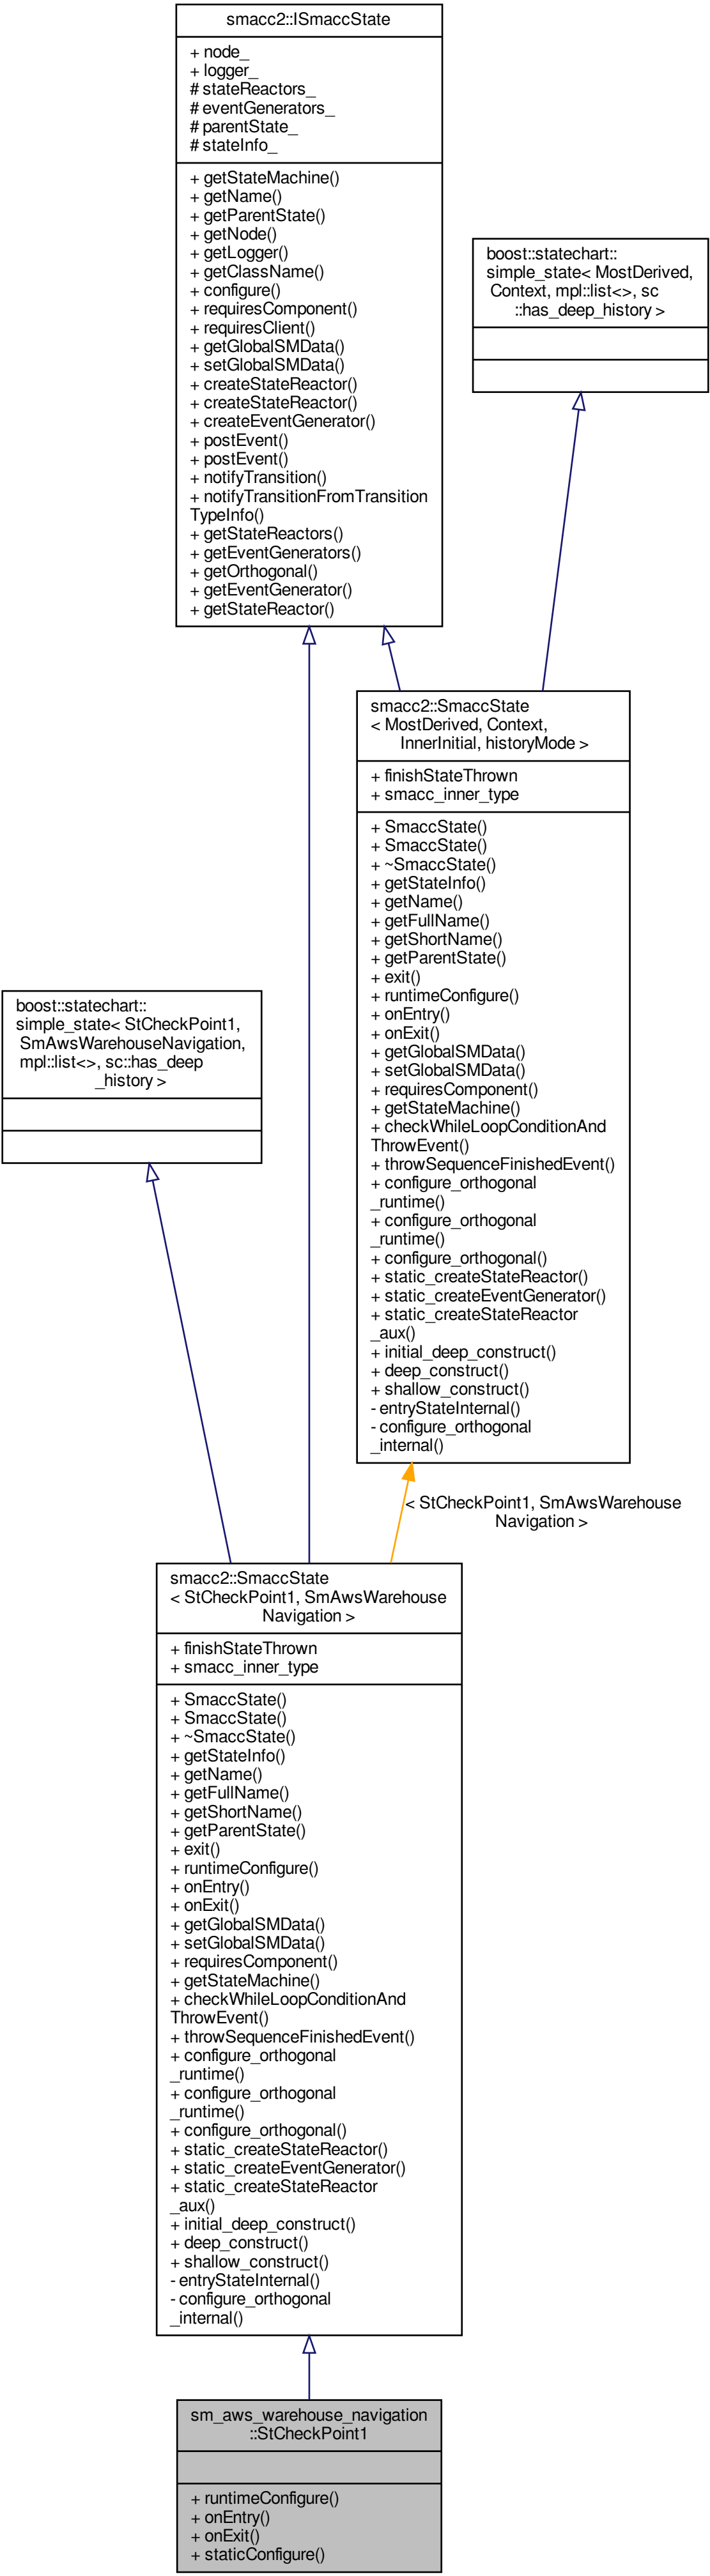 smacc2::ISmaccState
+ node_
+ logger_
# stateReactors_
# eventGenerators_
# parentState_
# stateInfo_
+ getStateMachine()
+ getName()
+ getParentState()
+ getNode()
+ getLogger()
+ getClassName()
+ configure()
+ requiresComponent()
+ requiresClient()
+ getGlobalSMData()
+ setGlobalSMData()
+ createStateReactor()
+ createStateReactor()
+ createEventGenerator()
+ postEvent()
+ postEvent()
+ notifyTransition()
+ notifyTransitionFromTransition
TypeInfo()
+ getStateReactors()
+ getEventGenerators()
+ getOrthogonal()
+ getEventGenerator()
+ getStateReactor()
boost::statechart::
simple_state< MostDerived,
Context, mpl::list<>, sc
::has_deep_history >
smacc2::SmaccState
< MostDerived, Context,
InnerInitial, historyMode >
+ finishStateThrown
+ smacc_inner_type
+ SmaccState()
+ SmaccState()
+ ~SmaccState()
+ getStateInfo()
+ getName()
+ getFullName()
+ getShortName()
+ getParentState()
+ exit()
+ runtimeConfigure()
+ onEntry()
+ onExit()
+ getGlobalSMData()
+ setGlobalSMData()
+ requiresComponent()
+ getStateMachine()
+ checkWhileLoopConditionAnd
ThrowEvent()
+ throwSequenceFinishedEvent()
+ configure_orthogonal
_runtime()
+ configure_orthogonal
_runtime()
+ configure_orthogonal()
+ static_createStateReactor()
+ static_createEventGenerator()
+ static_createStateReactor
_aux()
+ initial_deep_construct()
+ deep_construct()
+ shallow_construct()
- entryStateInternal()
- configure_orthogonal
_internal()
boost::statechart::
simple_state< StCheckPoint1,
SmAwsWarehouseNavigation,
mpl::list<>, sc::has_deep
_history >
< StCheckPoint1, SmAwsWarehouse
Navigation >
smacc2::SmaccState
< StCheckPoint1, SmAwsWarehouse
Navigation >
+ finishStateThrown
+ smacc_inner_type
+ SmaccState()
+ SmaccState()
+ ~SmaccState()
+ getStateInfo()
+ getName()
+ getFullName()
+ getShortName()
+ getParentState()
+ exit()
+ runtimeConfigure()
+ onEntry()
+ onExit()
+ getGlobalSMData()
+ setGlobalSMData()
+ requiresComponent()
+ getStateMachine()
+ checkWhileLoopConditionAnd
ThrowEvent()
+ throwSequenceFinishedEvent()
+ configure_orthogonal
_runtime()
+ configure_orthogonal
_runtime()
+ configure_orthogonal()
+ static_createStateReactor()
+ static_createEventGenerator()
+ static_createStateReactor
_aux()
+ initial_deep_construct()
+ deep_construct()
+ shallow_construct()
- entryStateInternal()
- configure_orthogonal
_internal()
sm_aws_warehouse_navigation
::StCheckPoint1
+ runtimeConfigure()
+ onEntry()
+ onExit()
+ staticConfigure()